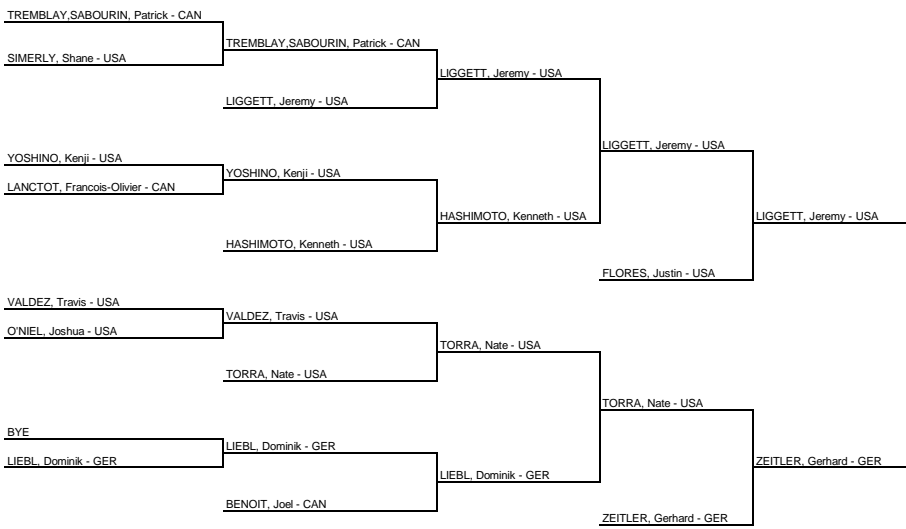 TREMBLAY,SABOURIN, Patrick - CAN
TREMBLAY,SABOURIN, Patrick - CAN
SIMERLY, Shane - USA
LIGGETT, Jeremy - USA
LIGGETT, Jeremy - USA
LIGGETT, Jeremy - USA
YOSHINO, Kenji - USA
YOSHINO, Kenji - USA
LANCTOT, Francois-Olivier - CAN
HASHIMOTO, Kenneth - USA
LIGGETT, Jeremy - USA
HASHIMOTO, Kenneth - USA
FLORES, Justin - USA
VALDEZ, Travis - USA
VALDEZ, Travis - USA
O'NIEL, Joshua - USA
TORRA, Nate - USA
TORRA, Nate - USA
TORRA, Nate - USA
BYE
LIEBL, Dominik - GER
LIEBL, Dominik - GER
ZEITLER, Gerhard - GER
LIEBL, Dominik - GER
BENOIT, Joel - CAN
ZEITLER, Gerhard - GER